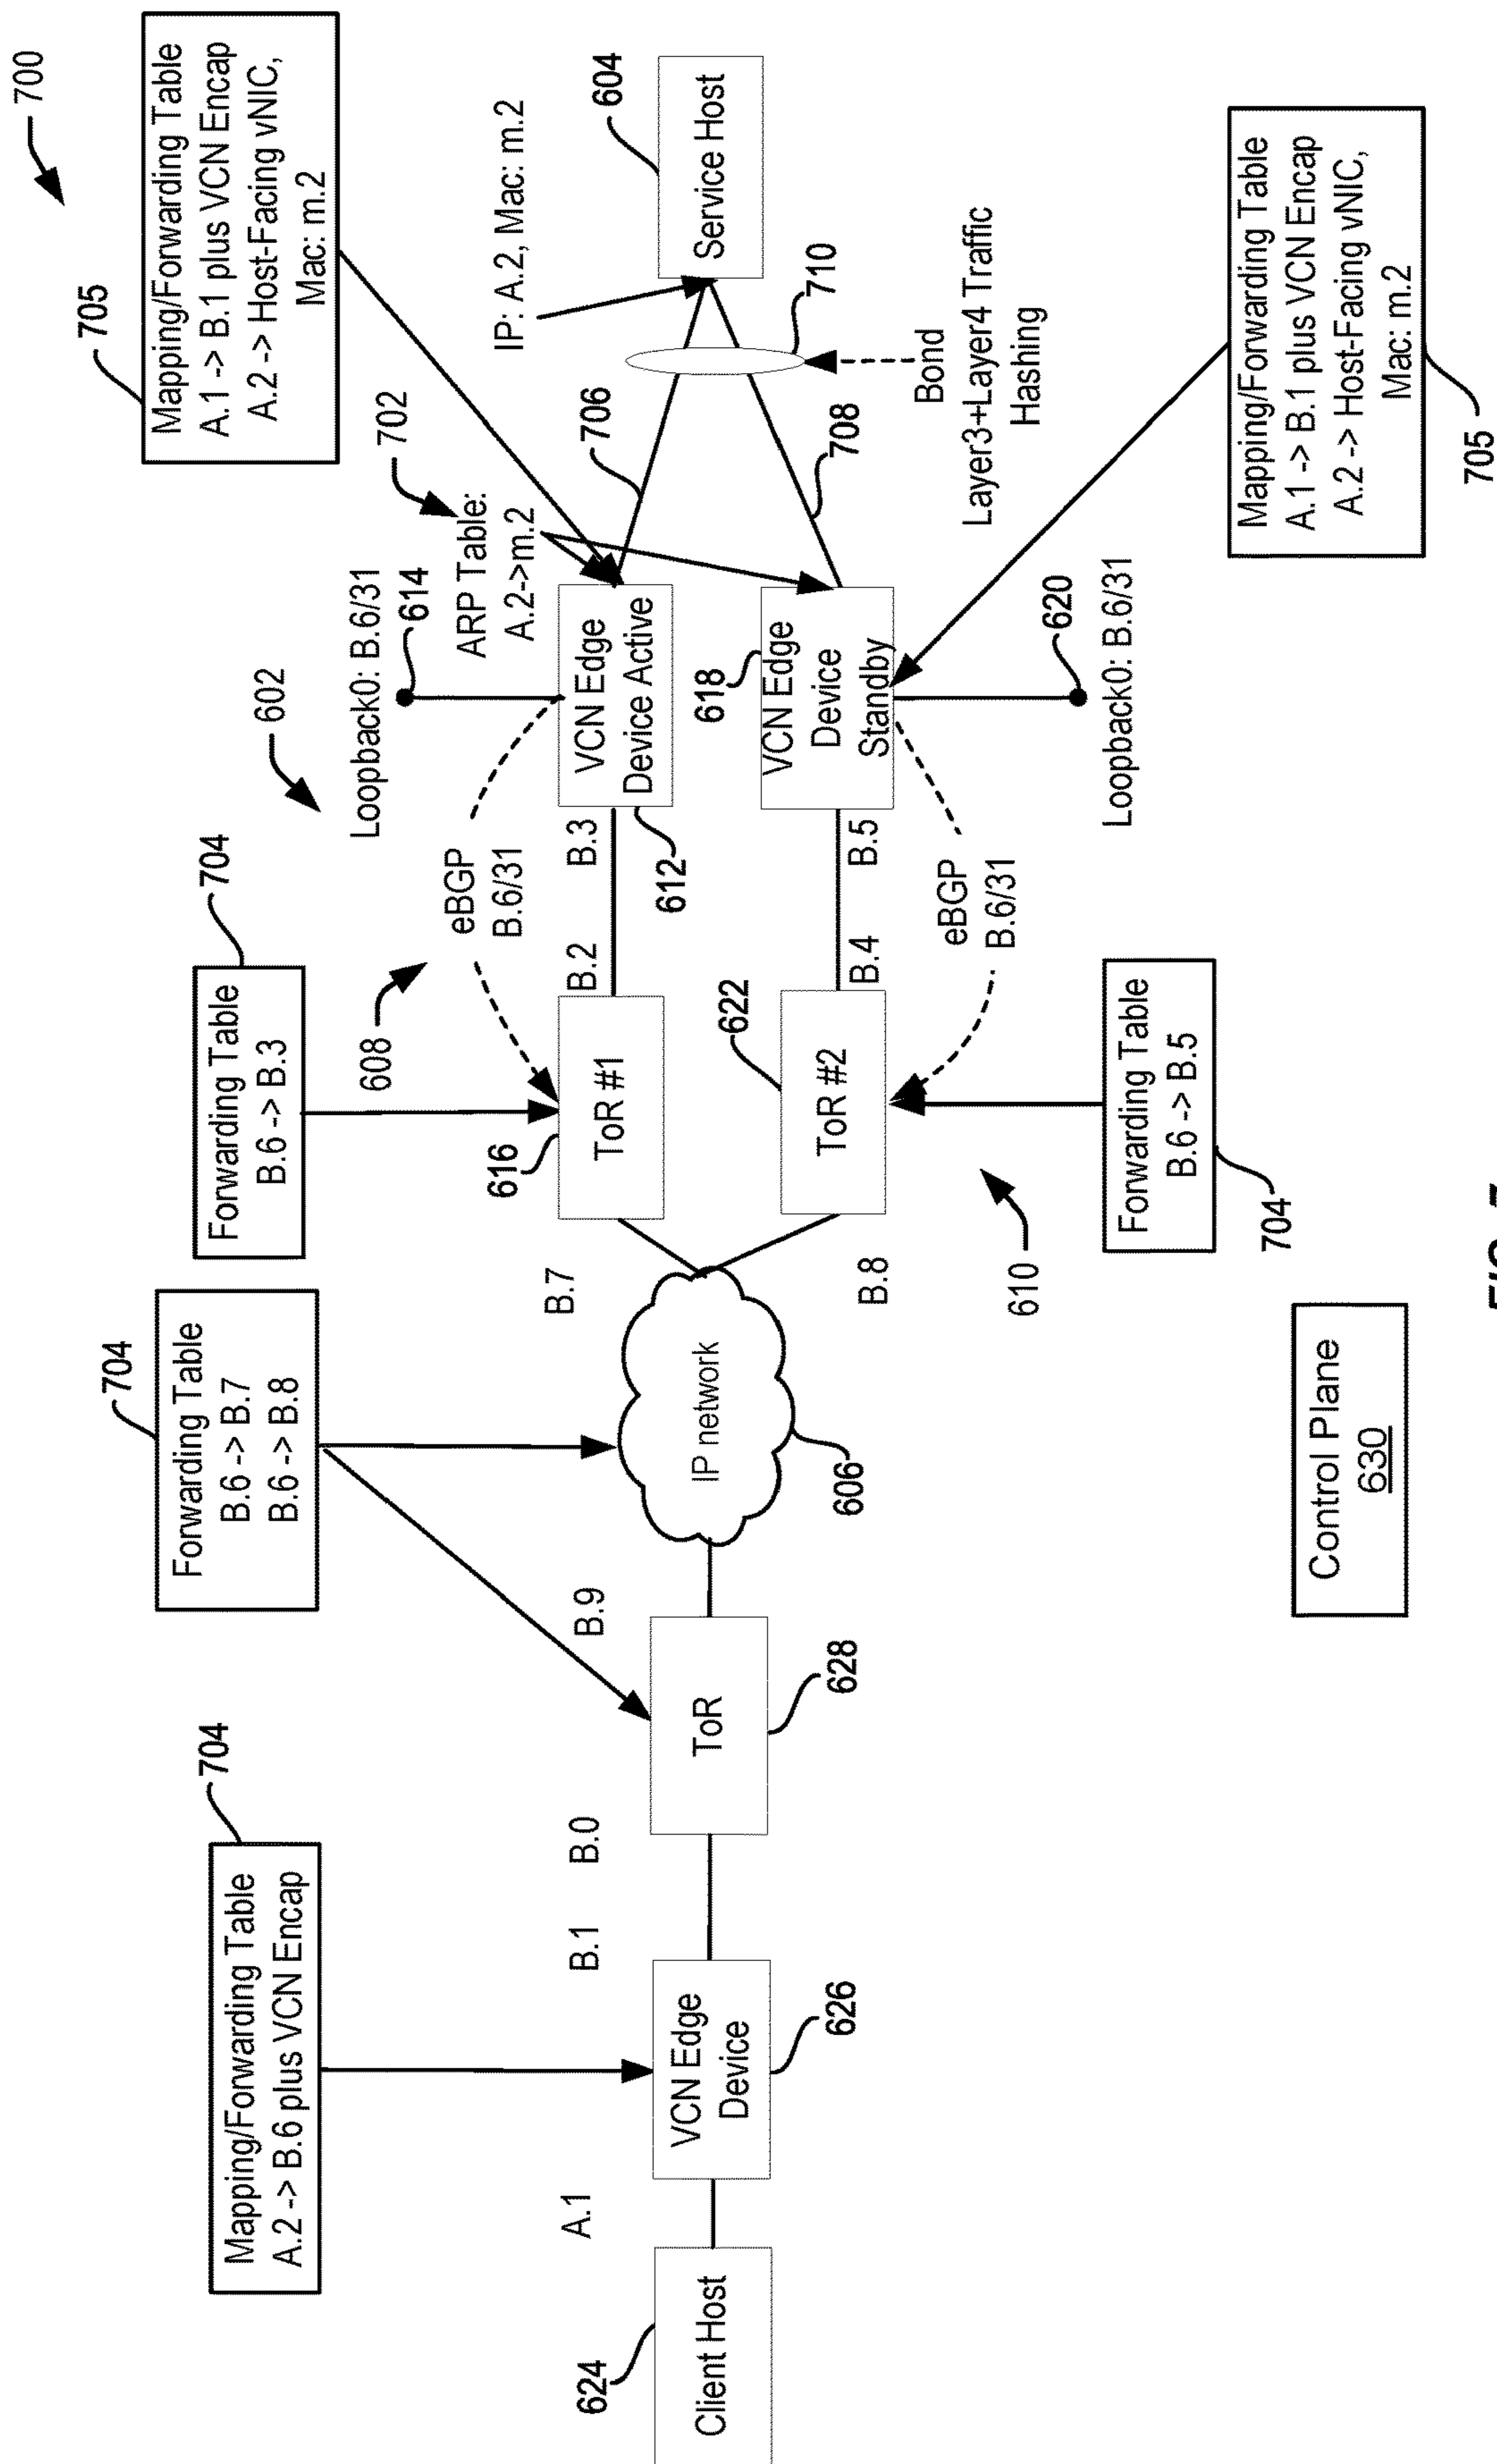 700
705
Mapping/Forwarding Table
A.1 -> B.1 plus VCN Encap
A.2 -> Host-Facing vNIC,
Mac: m.2
704
Mapping/Forwarding Table
A.2 -> B.6 plus VCN Encap
704
Forwarding Table
B.6 -> B.7
B.6 -> B.8
704
Forwarding Table
B.6 -> B.3
602
Loopback0: B.6/31
614
702
ARP Table:
A.2->m.2
IP: A.2, Mac: m.2
604
Service Host
706
708
710
Bond
Layer3+Layer4 Traffic
Hashing
608
eBGP
B.6/31
624
Client Host
A.1
VCN Edge
Device
626
B.1
B.0
ToR
628
B.9
IP network
606
B.7
B.8
616
ToR #1
B.2
B.3
612
VCN Edge
Device Active
622
ToR #2
B.4
B.5
618
VCN Edge
Device
Standby
610
eBGP
B.6/31
620
Loopback0: B.6/31
Forwarding Table
B.6 -> B.5
704
Mapping/Forwarding Table
A.1 -> B.1 plus VCN Encap
A.2 -> Host-Facing vNIC,
Mac: m.2
705
Control Plane
630